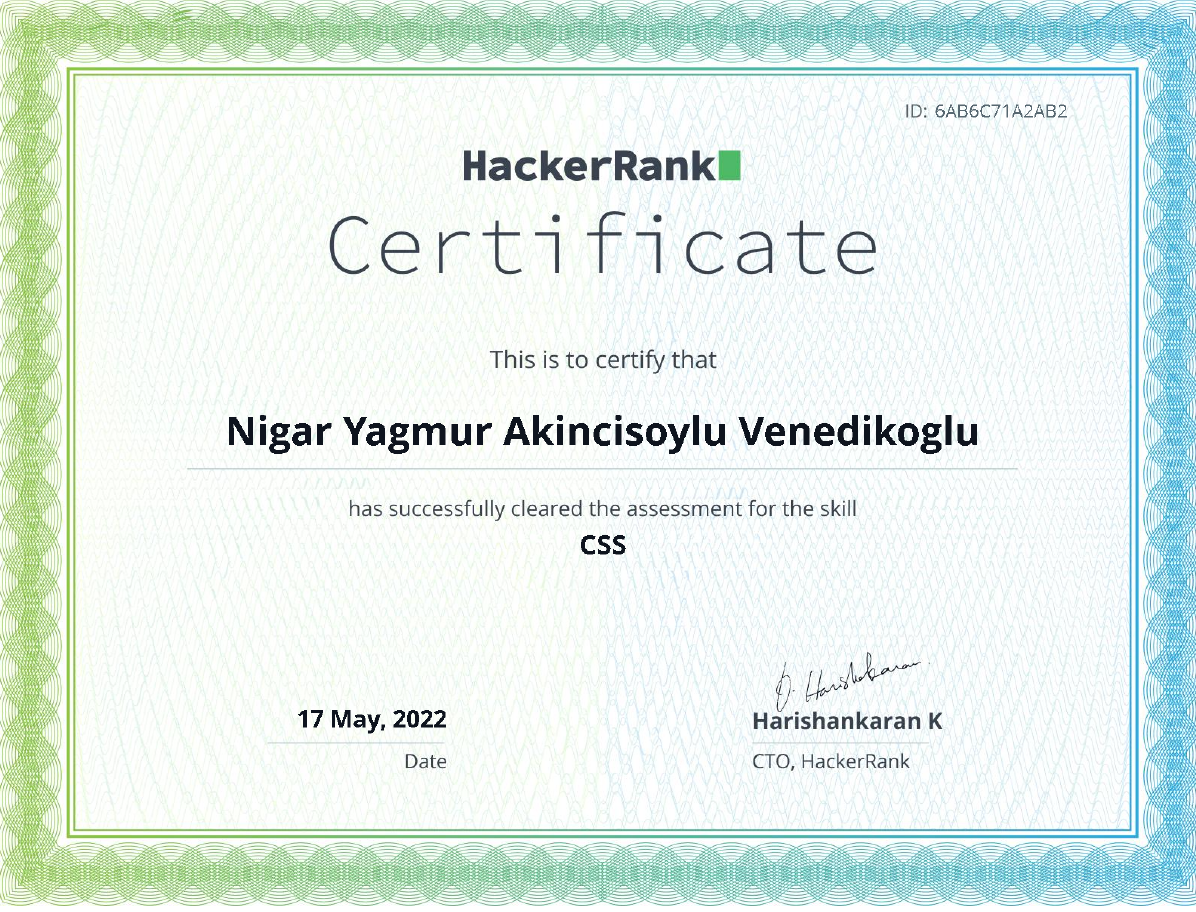 ID: 6AB6C71A2AB2
HackerRank
Certificate
This is to certify that
Nigar Yagmur Akincisoylu Venedikoglu
has successfully cleared the assessment for the skill
CSS
17 May, 2022
Date
Harishankaran K
CTO, HackerRank